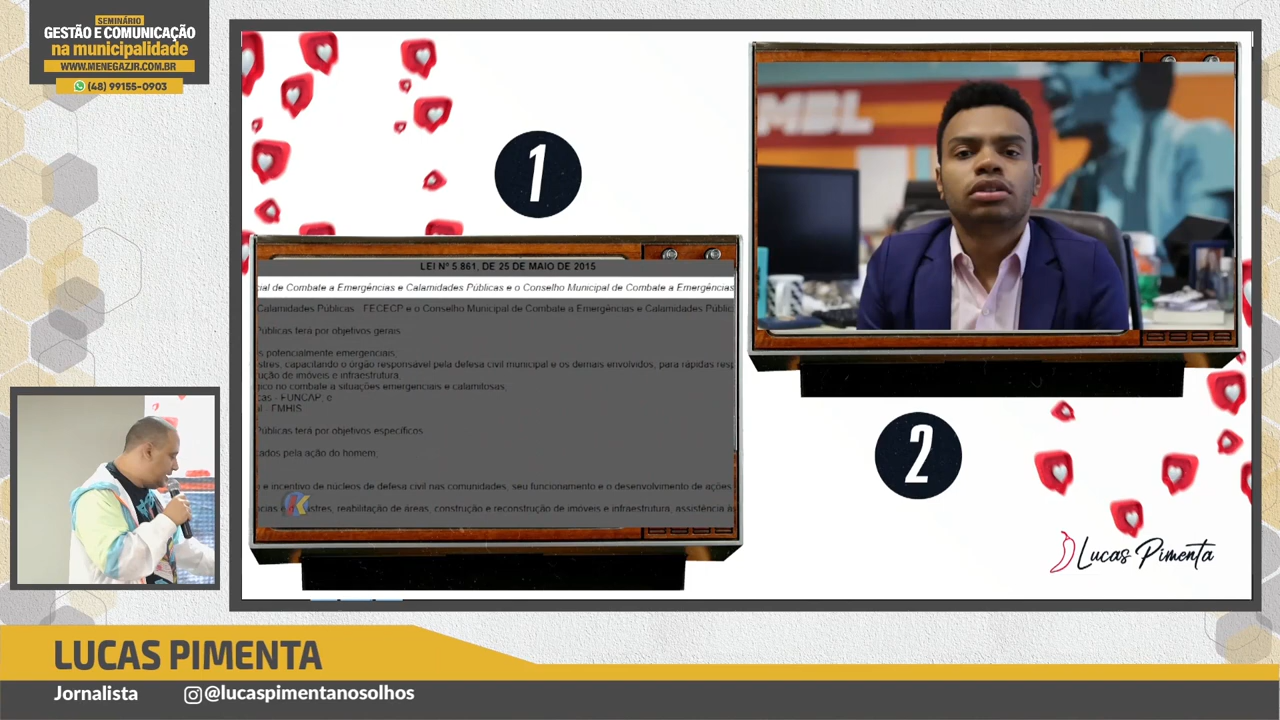 SEMINÁRIO
GESTÃO E COMUNICAÇÃO
na municipalidade
WWW.MENEGAZJR.COM.BR
(48) 99155-0903
1
LEI Nº 5.861, DE 25 DE MAIO DE 2015
cial de Combate a Emergências e Calamidades Públicas e o Conselho Municipal de Combate a Emergências
Calamidades Públicas - FECECP e o Conselho Municipal de Combate a Emergências e Calamidades Públic
Públicas terá por objetivos gerais:
s potencialmente emergenciais;
stres, capacitando o órgão responsável pela defesa civil municipal e os demais envolvidos, para rápidas resp
rução de imóveis e infraestrutura.
gico no combate a situações emergenciais e calamitosas;
cas - FUNCAP; e
al - FMHIS.
Públicas terá por objetivos específicos:
cados pela ação do homem;
o e incentivo de núcleos de defesa civil nas comunidades, seu funcionamento e o desenvolvimento de ações
stres, reabilitação de áreas, construção e reconstrução de imóveis e infraestrutura, assistência a
MBL
2
Lucas Pimenta
LUCAS PIMENTA
Jornalista
@lucaspimentanosolhos